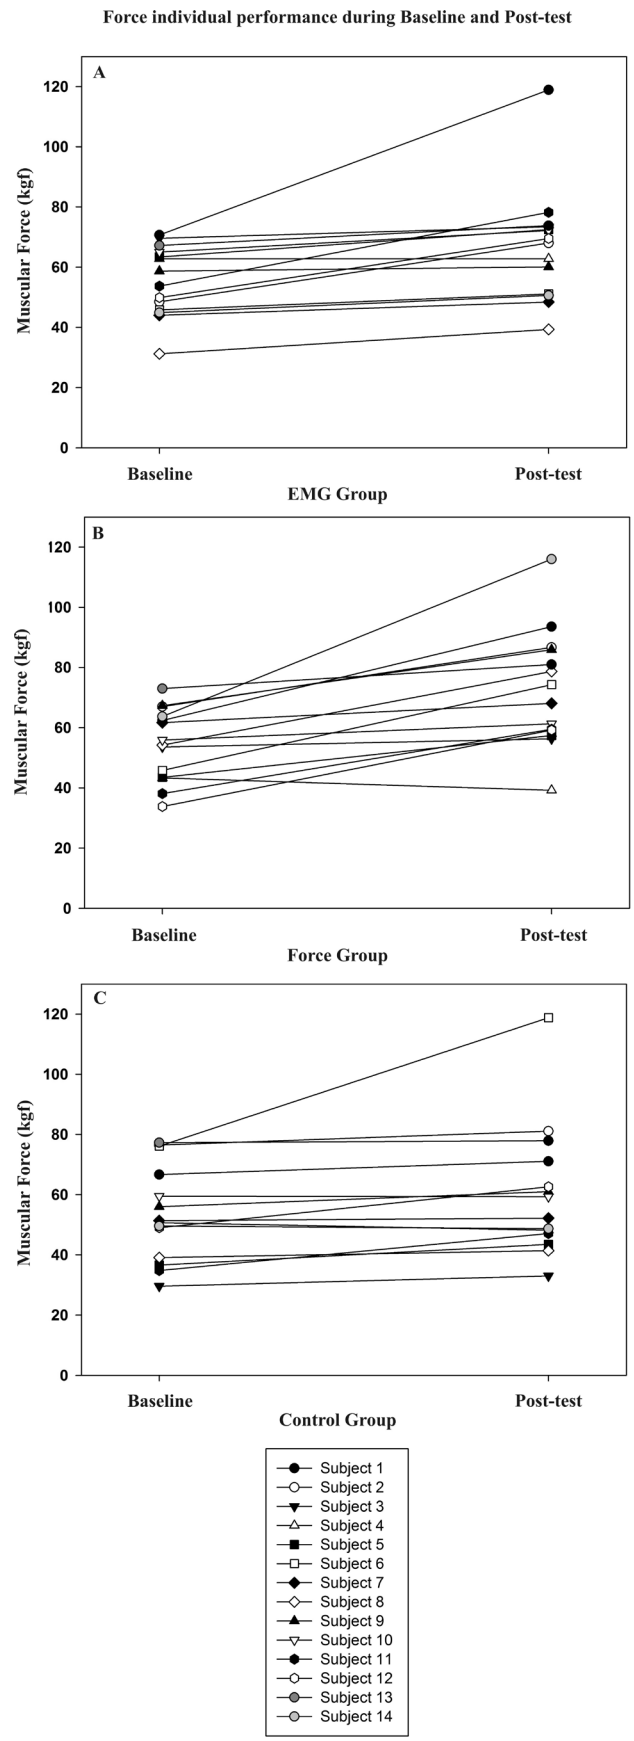 Force individual performance during Baseline and Post-test
A
Muscular Force (kgf)
120
100
80
60
40
20
0
Baseline
Post-test
EMG Group
B
Muscular Force (kgf)
120
100
80
60
40
20
0
Baseline
Post-test
Force Group
C
Muscular Force (kgf)
120
100
80
60
40
20
0
Baseline
Post-test
Control Group
Subject 1
Subject 2
Subject 3
Subject 4
Subject 5
Subject 6
Subject 7
Subject 8
Subject 9
Subject 10
Subject 11
Subject 12
Subject 13
Subject 14